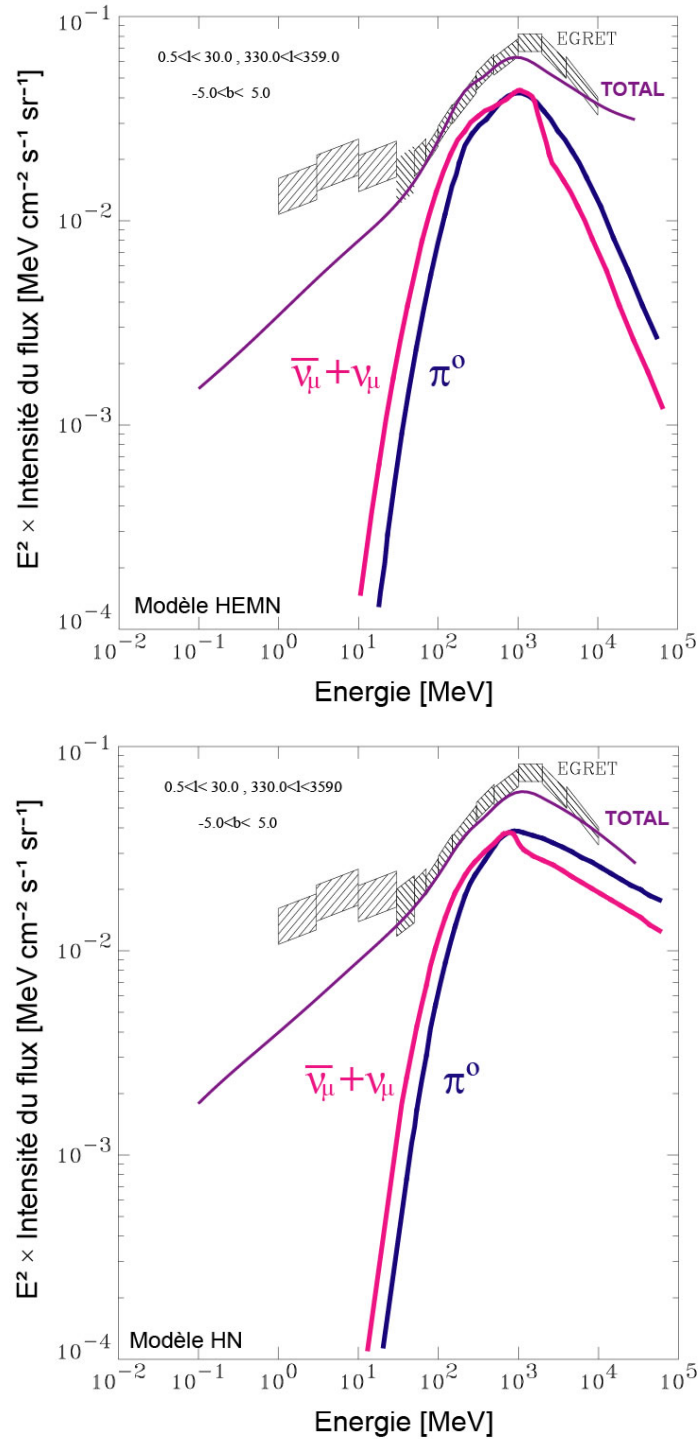 10⁻¹
EGRET
0.5<l< 30.0 , 330.0<l<359.0
-5.0<b< 5.0
TOTAL
10⁻²
ν̅μ+νμ
πº
10⁻³
10⁻⁴
Modèle HEMN
E² × Intensité du flux [MeV cm⁻² s⁻¹ sr⁻¹]
10⁻² 10⁻¹ 10⁰ 10¹ 10² 10³ 10⁴ 10⁵
Energie [MeV]
10⁻¹
EGRET
0.5<l< 30.0 , 330.0<l<359.0
-5.0<b< 5.0
TOTAL
10⁻²
ν̅μ+νμ
πº
10⁻³
10⁻⁴
Modèle HN
E² × Intensité du flux [MeV cm⁻² s⁻¹ sr⁻¹]
10⁻² 10⁻¹ 10⁰ 10¹ 10² 10³ 10⁴ 10⁵
Energie [MeV]